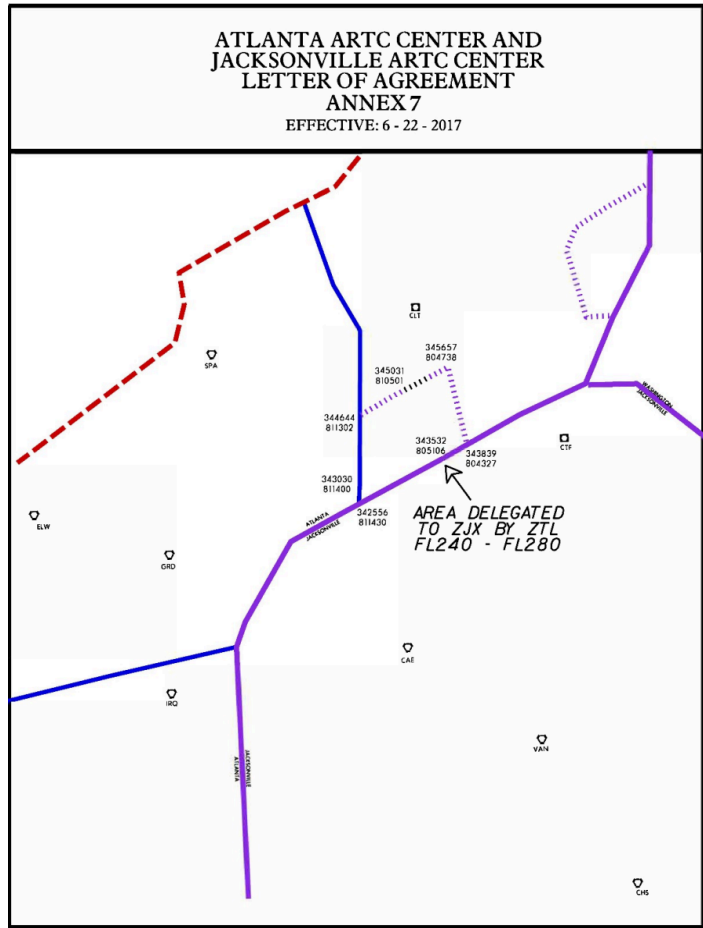 ATLANTA ARTC CENTER AND
JACKSONVILLE ARTC CENTER
LETTER OF AGREEMENT
ANNEX 7
EFFECTIVE: 6 - 22 - 2017
CLT
SPA
345657
804738
345031
810501
WASHINGTON
JACKSONVILLE
344644
811302
CTF
343532
805106
343839
804327
343030
811400
342556
811430
ATLANTA
JACKSONVILLE
AREA DELEGATED
TO ZJX BY ZTL
FL240 - FL280
ELW
GRD
CAE
IRQ
VAN
JACKSONVILLE
ATLANTA
CHS